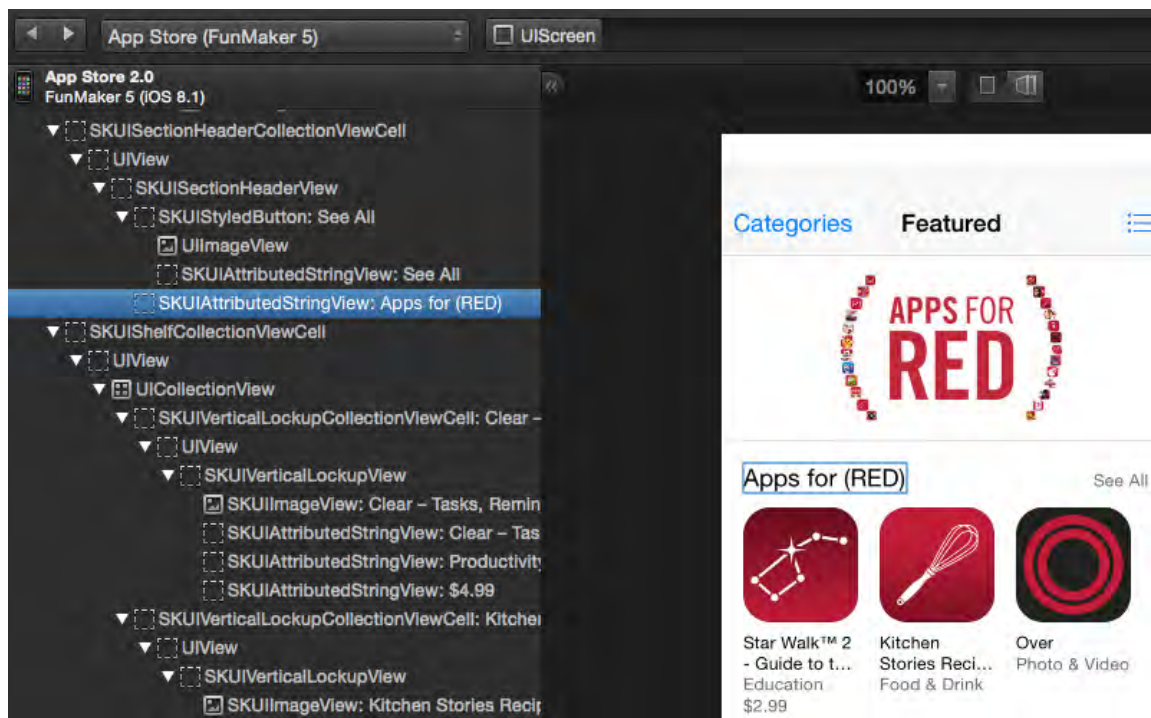 App Store (FunMaker 5)
UIScreen
App Store 2.0
FunMaker 5 (iOS 8.1)
100%
SKUISectionHeaderCollectionViewCell
UIView
SKUISectionHeaderView
SKUIStyledButton: See All
UIImageView
SKUIAttributedStringView: See All
SKUIAttributedStringView: Apps for (RED)
SKUIShelfCollectionViewCell
UIView
UICollectionView
SKUIVerticalLockupCollectionViewCell: Clear –
UIView
SKUIVerticalLockupView
SKUIImageView: Clear – Tasks, Remin
SKUIAttributedStringView: Clear – Tas
SKUIAttributedStringView: Productivity
SKUIAttributedStringView: $4.99
SKUIVerticalLockupCollectionViewCell: Kitchen
UIView
SKUIVerticalLockupView
SKUIImageView: Kitchen Stories Recip
Categories
Featured
APPS FOR
RED
Apps for (RED)
See All
Star Walk™ 2
- Guide to t...
Education
$2.99
Kitchen
Stories Reci...
Food & Drink
Over
Photo & Video